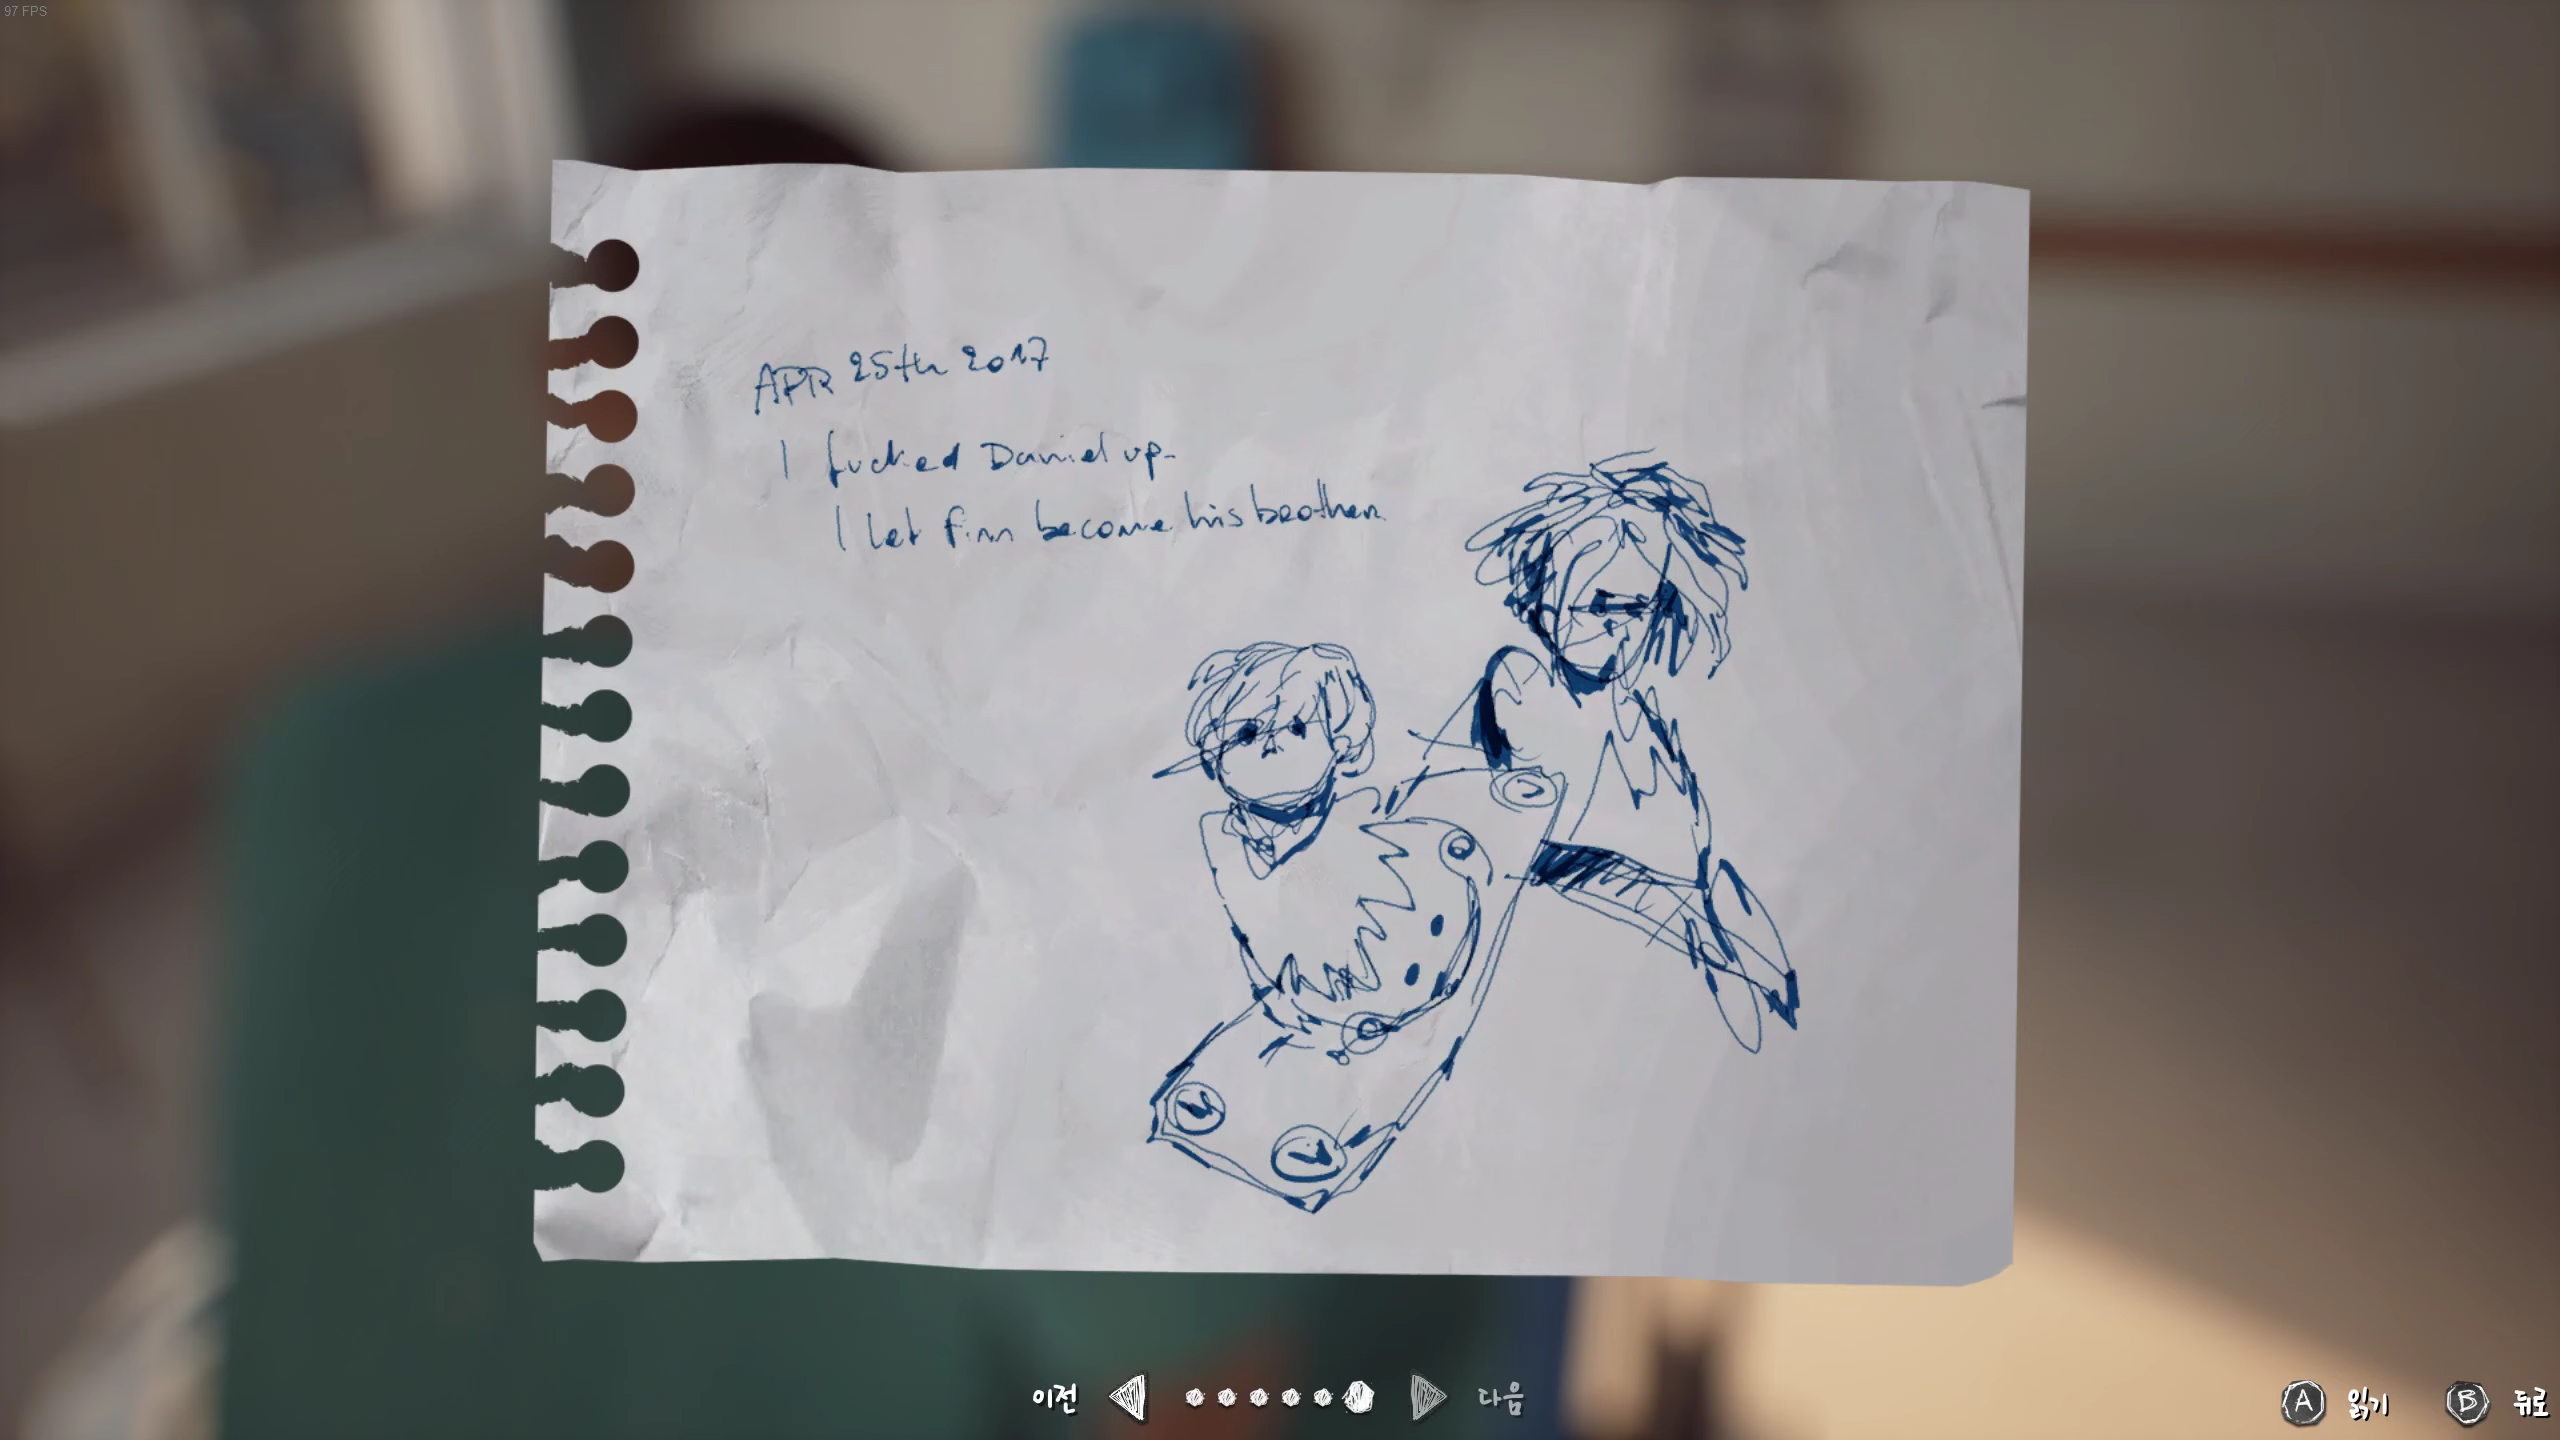 97 FPS
APR 25th 2017
I fucked Daniel up.
I let finn become his brother.
이전
다음
A 읽기
B 뒤로